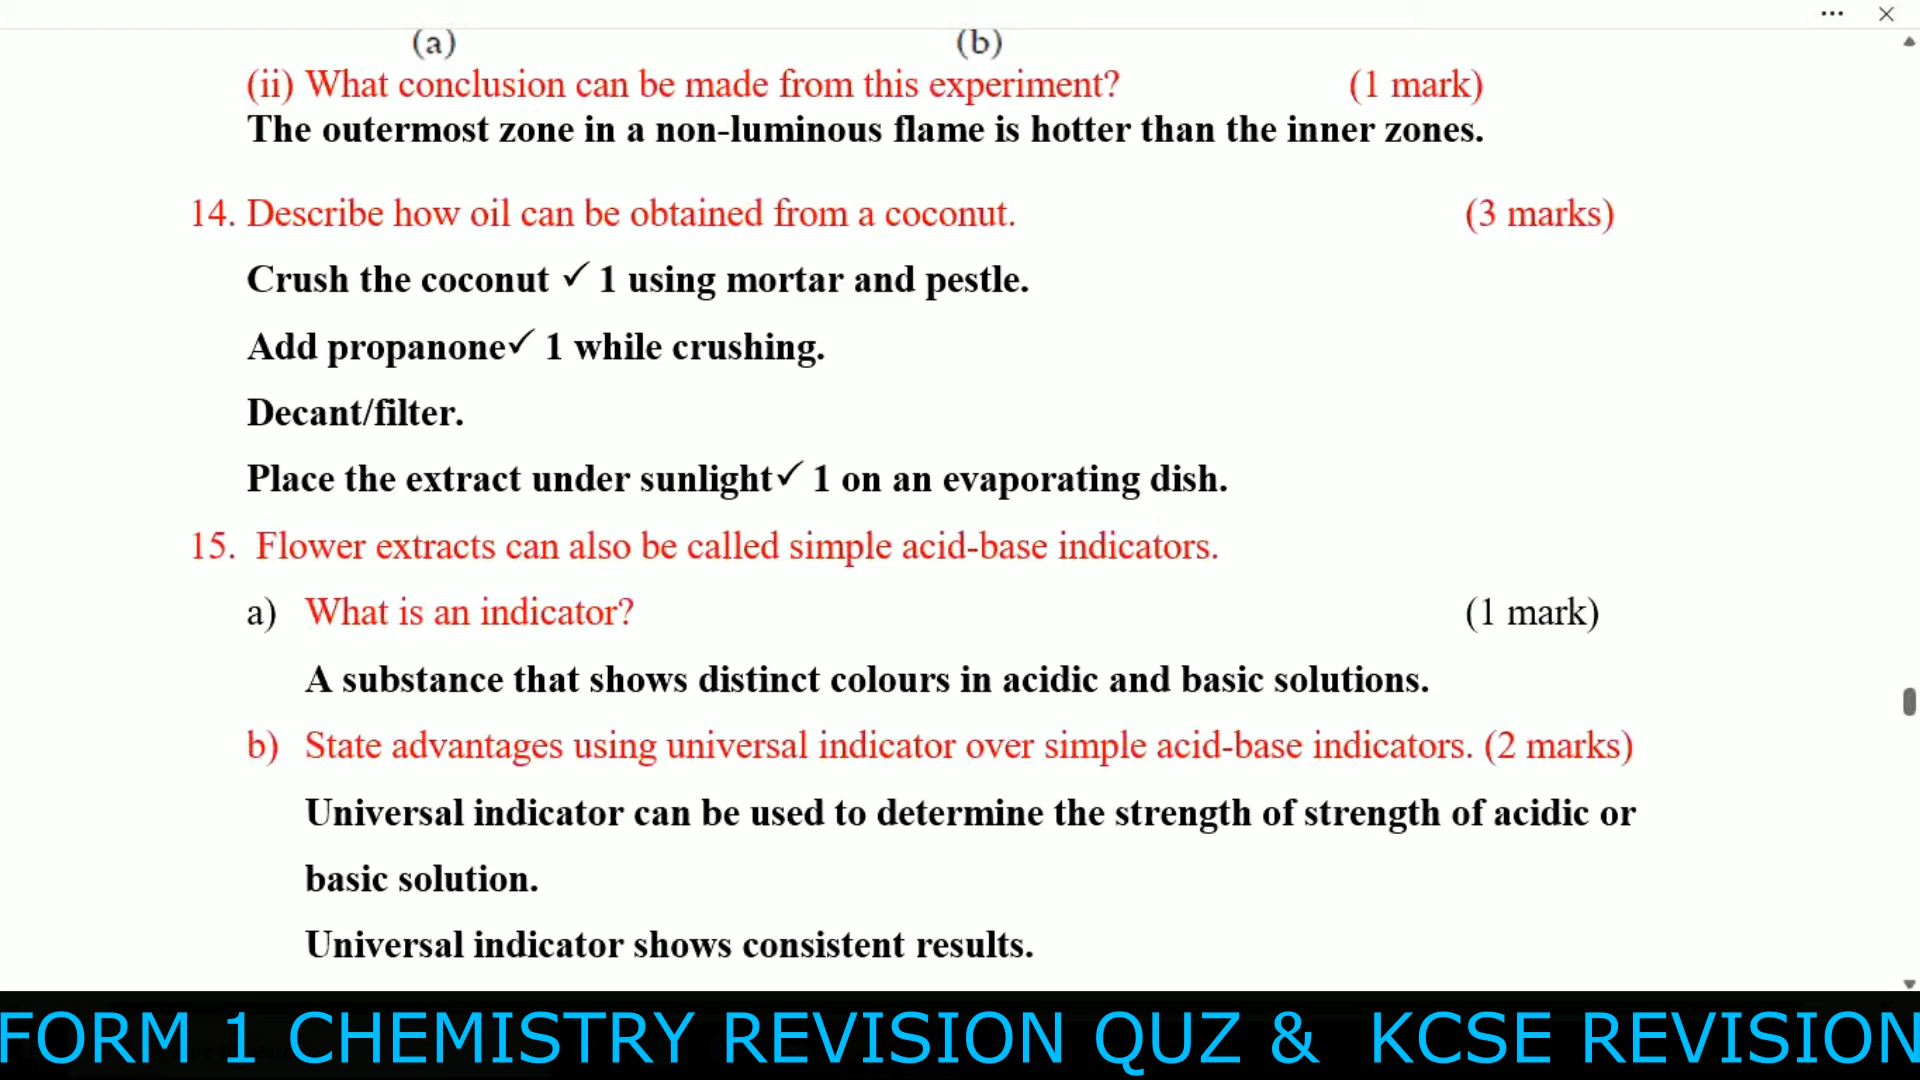 (a) (b)
(ii) What conclusion can be made from this experiment? (1 mark)
The outermost zone in a non-luminous flame is hotter than the inner zones.
14. Describe how oil can be obtained from a coconut. (3 marks)
Crush the coconut ✓ 1 using mortar and pestle.
Add propanone✓ 1 while crushing.
Decant/filter.
Place the extract under sunlight✓ 1 on an evaporating dish.
15. Flower extracts can also be called simple acid-base indicators.
a) What is an indicator? (1 mark)
A substance that shows distinct colours in acidic and basic solutions.
b) State advantages using universal indicator over simple acid-base indicators. (2 marks)
Universal indicator can be used to determine the strength of strength of acidic or
basic solution.
Universal indicator shows consistent results.
FORM 1 CHEMISTRY REVISION QUZ & KCSE REVISION